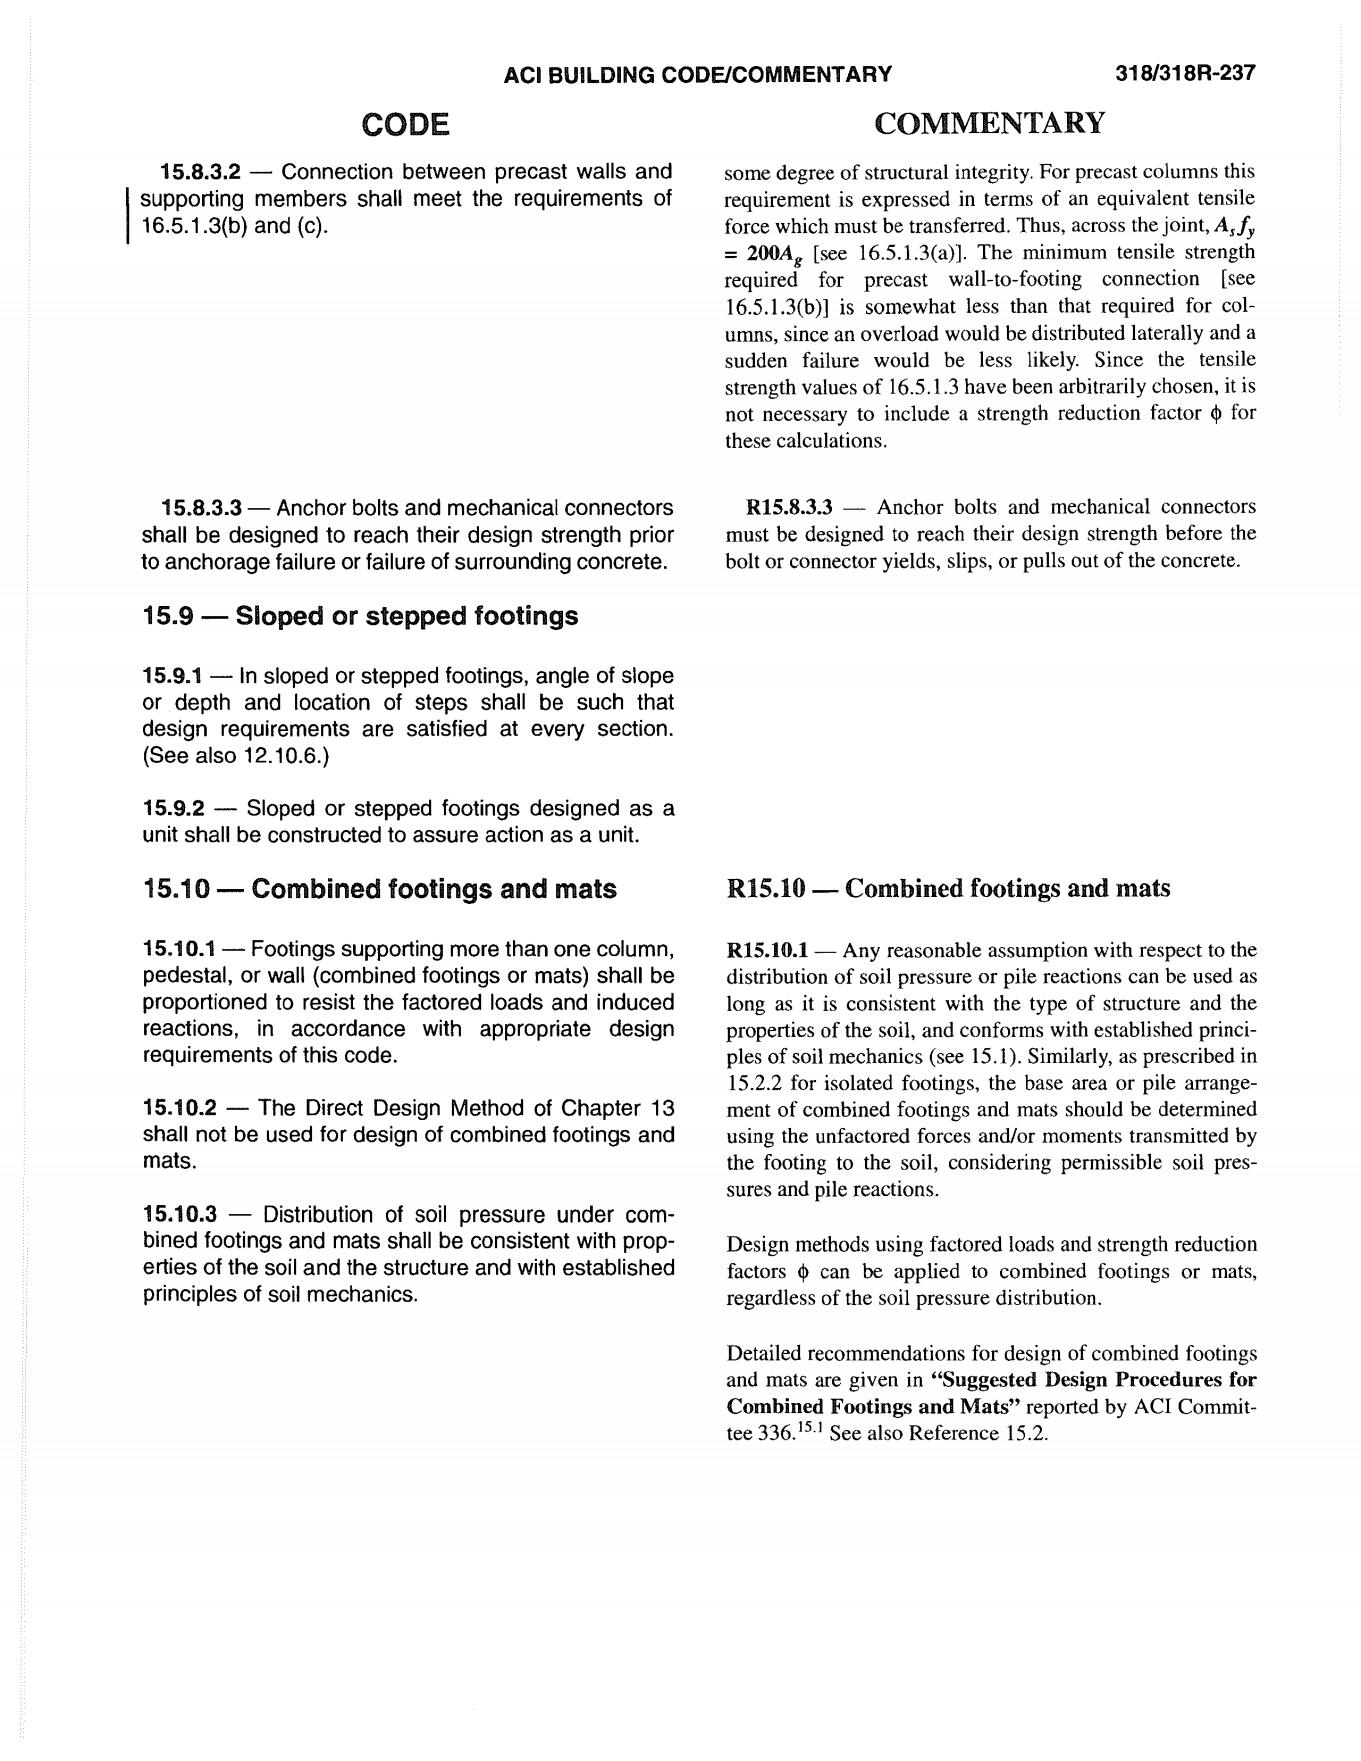 ACI BUILDING CODE/COMMENTARY 318/318R-237
CODE
15.8.3.2 — Connection between precast walls and
supporting members shall meet the requirements of
16.5.1.3(b) and (c).
15.8.3.3 — Anchor bolts and mechanical connectors
shall be designed to reach their design strength prior
to anchorage failure or failure of surrounding concrete.
15.9 — Sloped or stepped footings
15.9.1 — In sloped or stepped footings, angle of slope
or depth and location of steps shall be such that
design requirements are satisfied at every section.
(See also 12.10.6.)
15.9.2 — Sloped or stepped footings designed as a
unit shall be constructed to assure action as a unit.
15.10 — Combined footings and mats
15.10.1 — Footings supporting more than one column,
pedestal, or wall (combined footings or mats) shall be
proportioned to resist the factored loads and induced
reactions, in accordance with appropriate design
requirements of this code.
15.10.2 — The Direct Design Method of Chapter 13
shall not be used for design of combined footings and
mats.
15.10.3 — Distribution of soil pressure under com-
bined footings and mats shall be consistent with prop-
erties of the soil and the structure and with established
principles of soil mechanics.
COMMENTARY
some degree of structural integrity. For precast columns this
requirement is expressed in terms of an equivalent tensile
force which must be transferred. Thus, across the joint, A_s f_y
= 200A_g [see 16.5.1.3(a)]. The minimum tensile strength
required for precast wall-to-footing connection [see
16.5.1.3(b)] is somewhat less than that required for col-
umns, since an overload would be distributed laterally and a
sudden failure would be less likely. Since the tensile
strength values of 16.5.1.3 have been arbitrarily chosen, it is
not necessary to include a strength reduction factor ϕ for
these calculations.
R15.8.3.3 — Anchor bolts and mechanical connectors
must be designed to reach their design strength before the
bolt or connector yields, slips, or pulls out of the concrete.
R15.10 — Combined footings and mats
R15.10.1 — Any reasonable assumption with respect to the
distribution of soil pressure or pile reactions can be used as
long as it is consistent with the type of structure and the
properties of the soil, and conforms with established princi-
ples of soil mechanics (see 15.1). Similarly, as prescribed in
15.2.2 for isolated footings, the base area or pile arrange-
ment of combined footings and mats should be determined
using the unfactored forces and/or moments transmitted by
the footing to the soil, considering permissible soil pres-
sures and pile reactions.
Design methods using factored loads and strength reduction
factors ϕ can be applied to combined footings or mats,
regardless of the soil pressure distribution.
Detailed recommendations for design of combined footings
and mats are given in “Suggested Design Procedures for
Combined Footings and Mats” reported by ACI Commit-
tee 336.15.1 See also Reference 15.2.